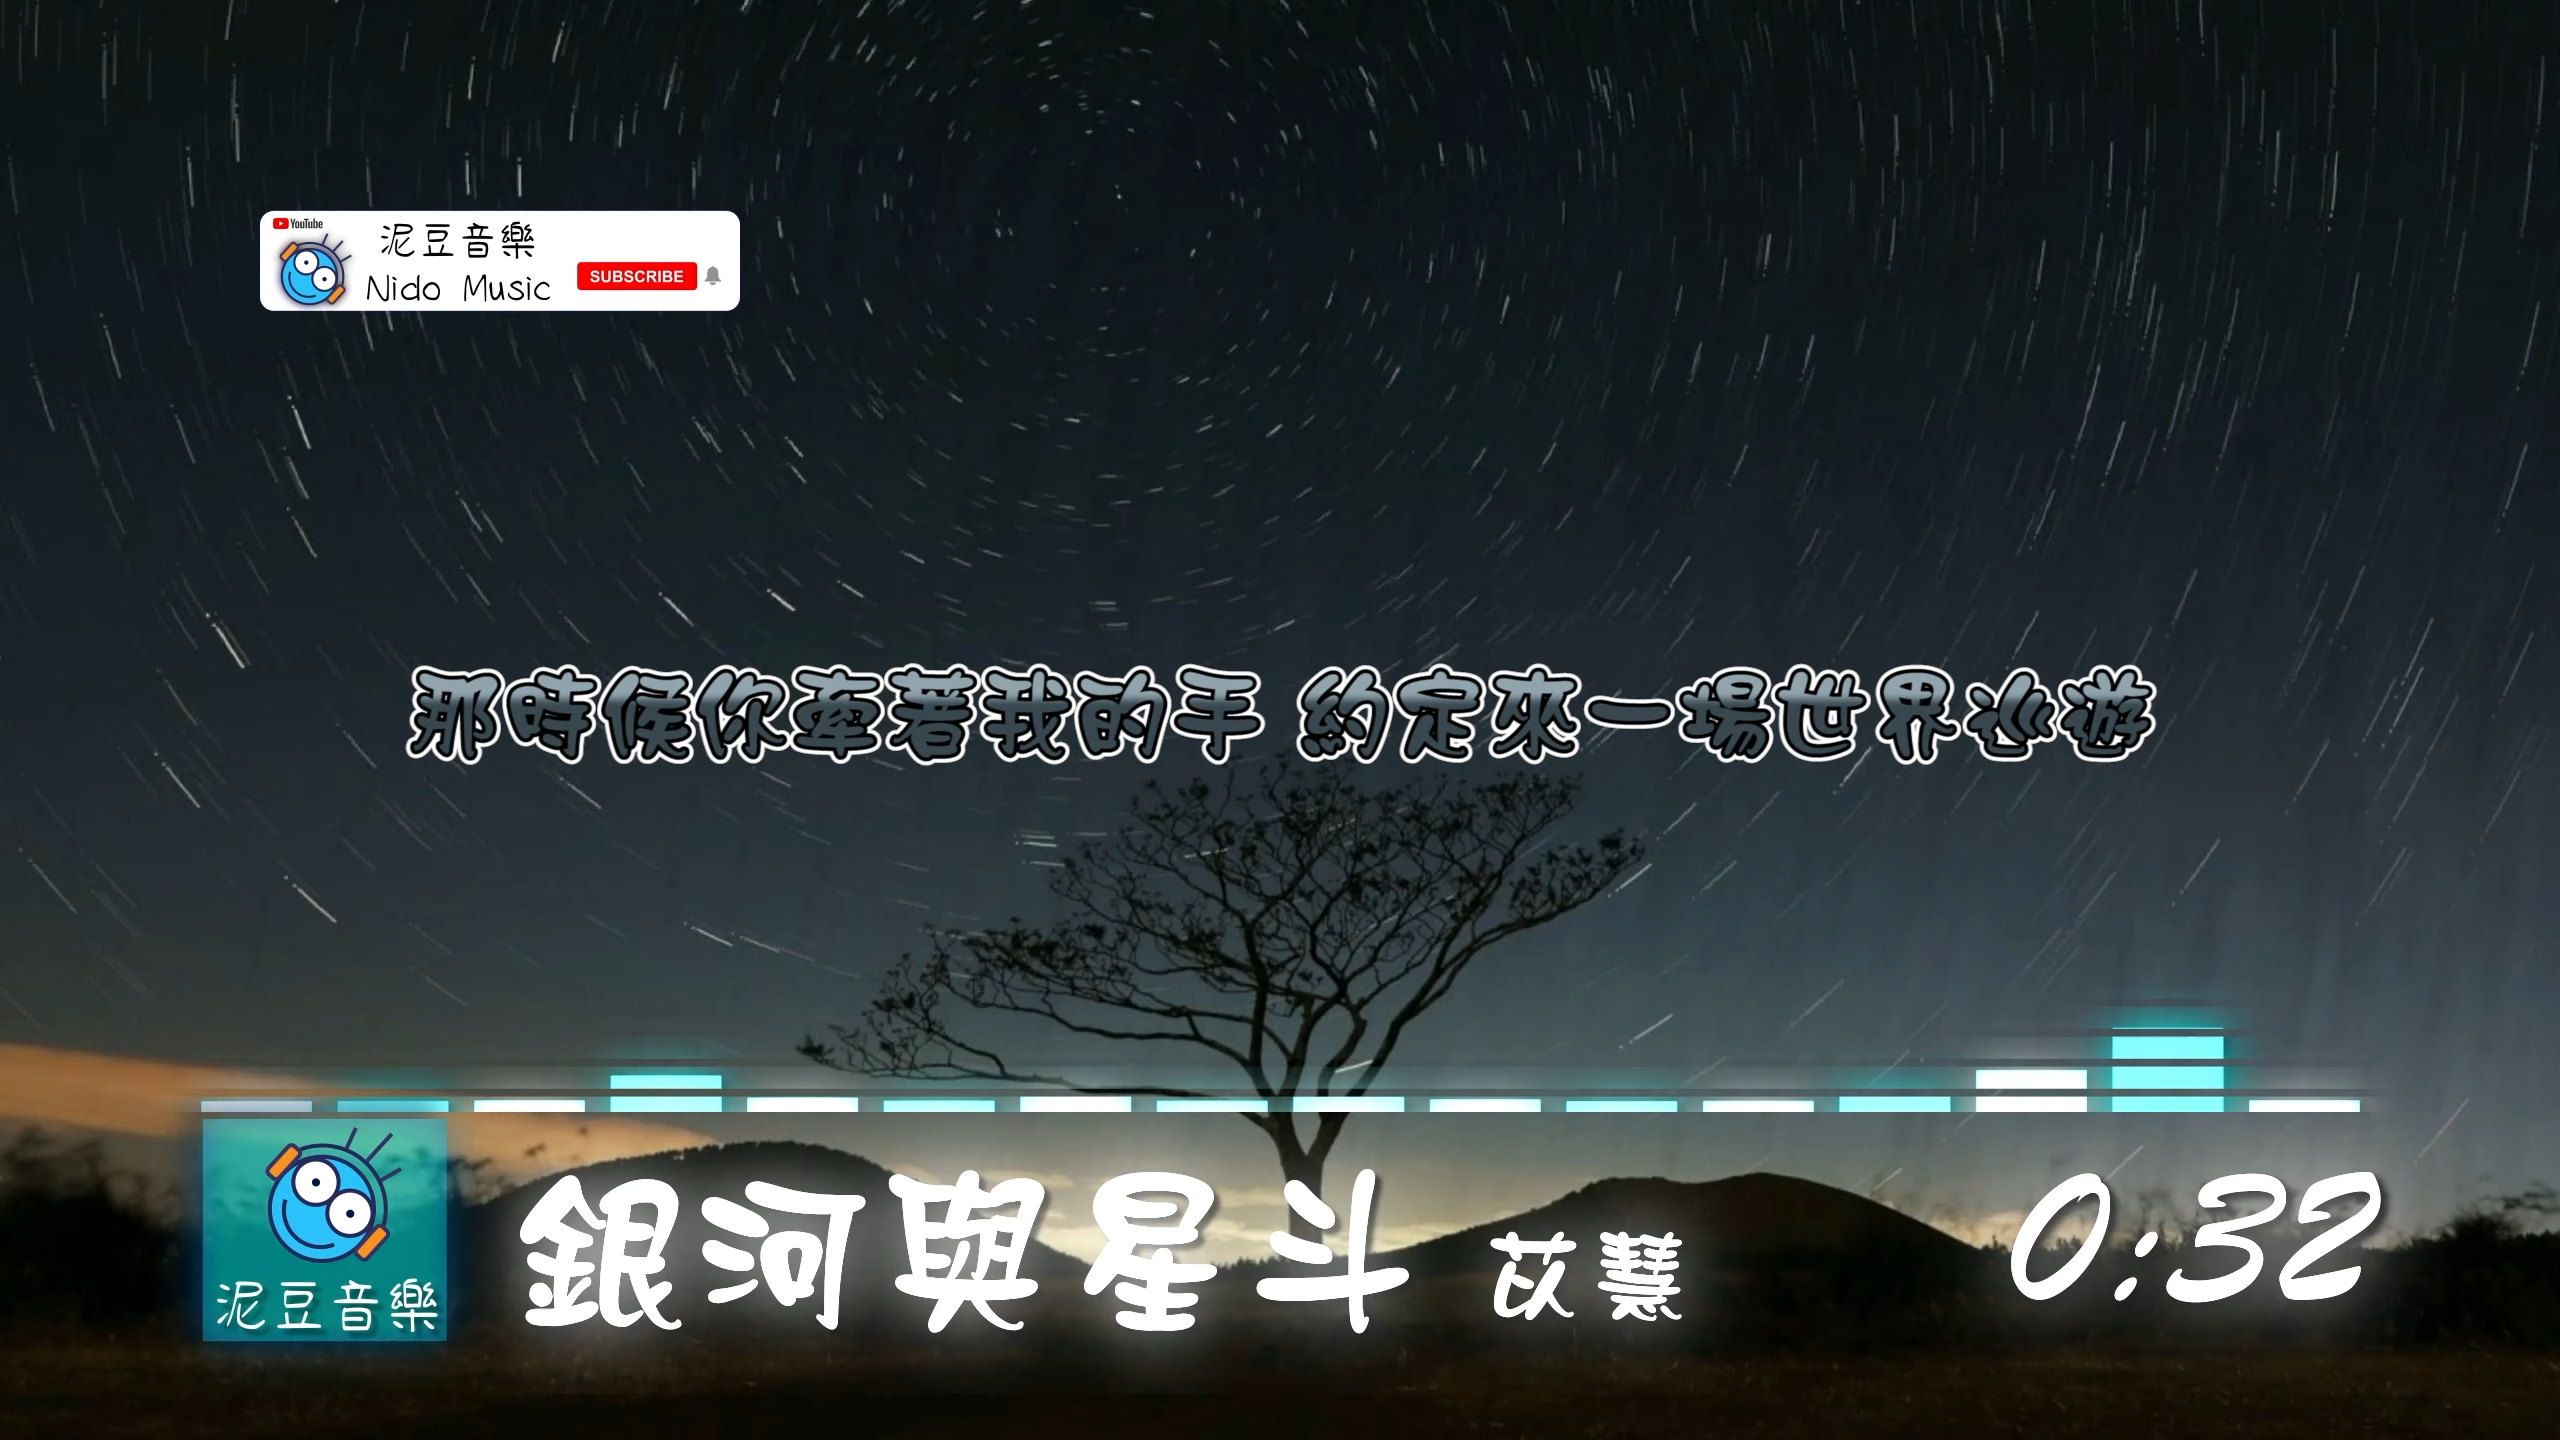 YouTube
泥豆音樂
Nido Music
SUBSCRIBE
那時候你牽著我的手 約定來一場世界巡遊
泥豆音樂
銀河與星斗 苡慧
0:32